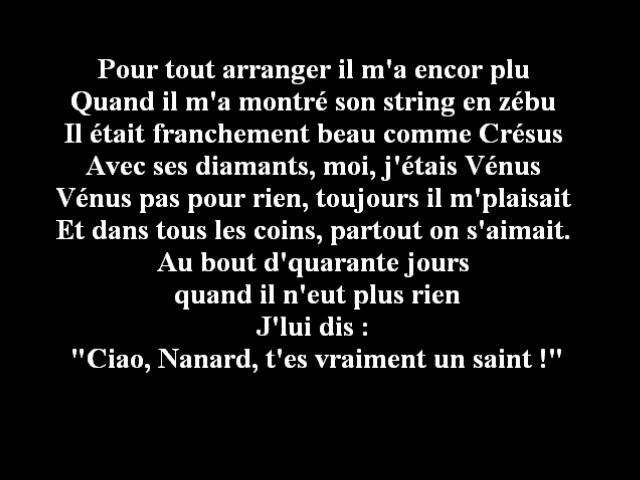 Pour tout arranger il m'a encor plu
Quand il m'a montré son string en zébu
Il était franchement beau comme Crésus
Avec ses diamants, moi, j'étais Vénus
Vénus pas pour rien, toujours il m'plaisait
Et dans tous les coins, partout on s'aimait.
Au bout d'quarante jours
quand il n'eut plus rien
J'lui dis :
"Ciao, Nanard, t'es vraiment un saint !"